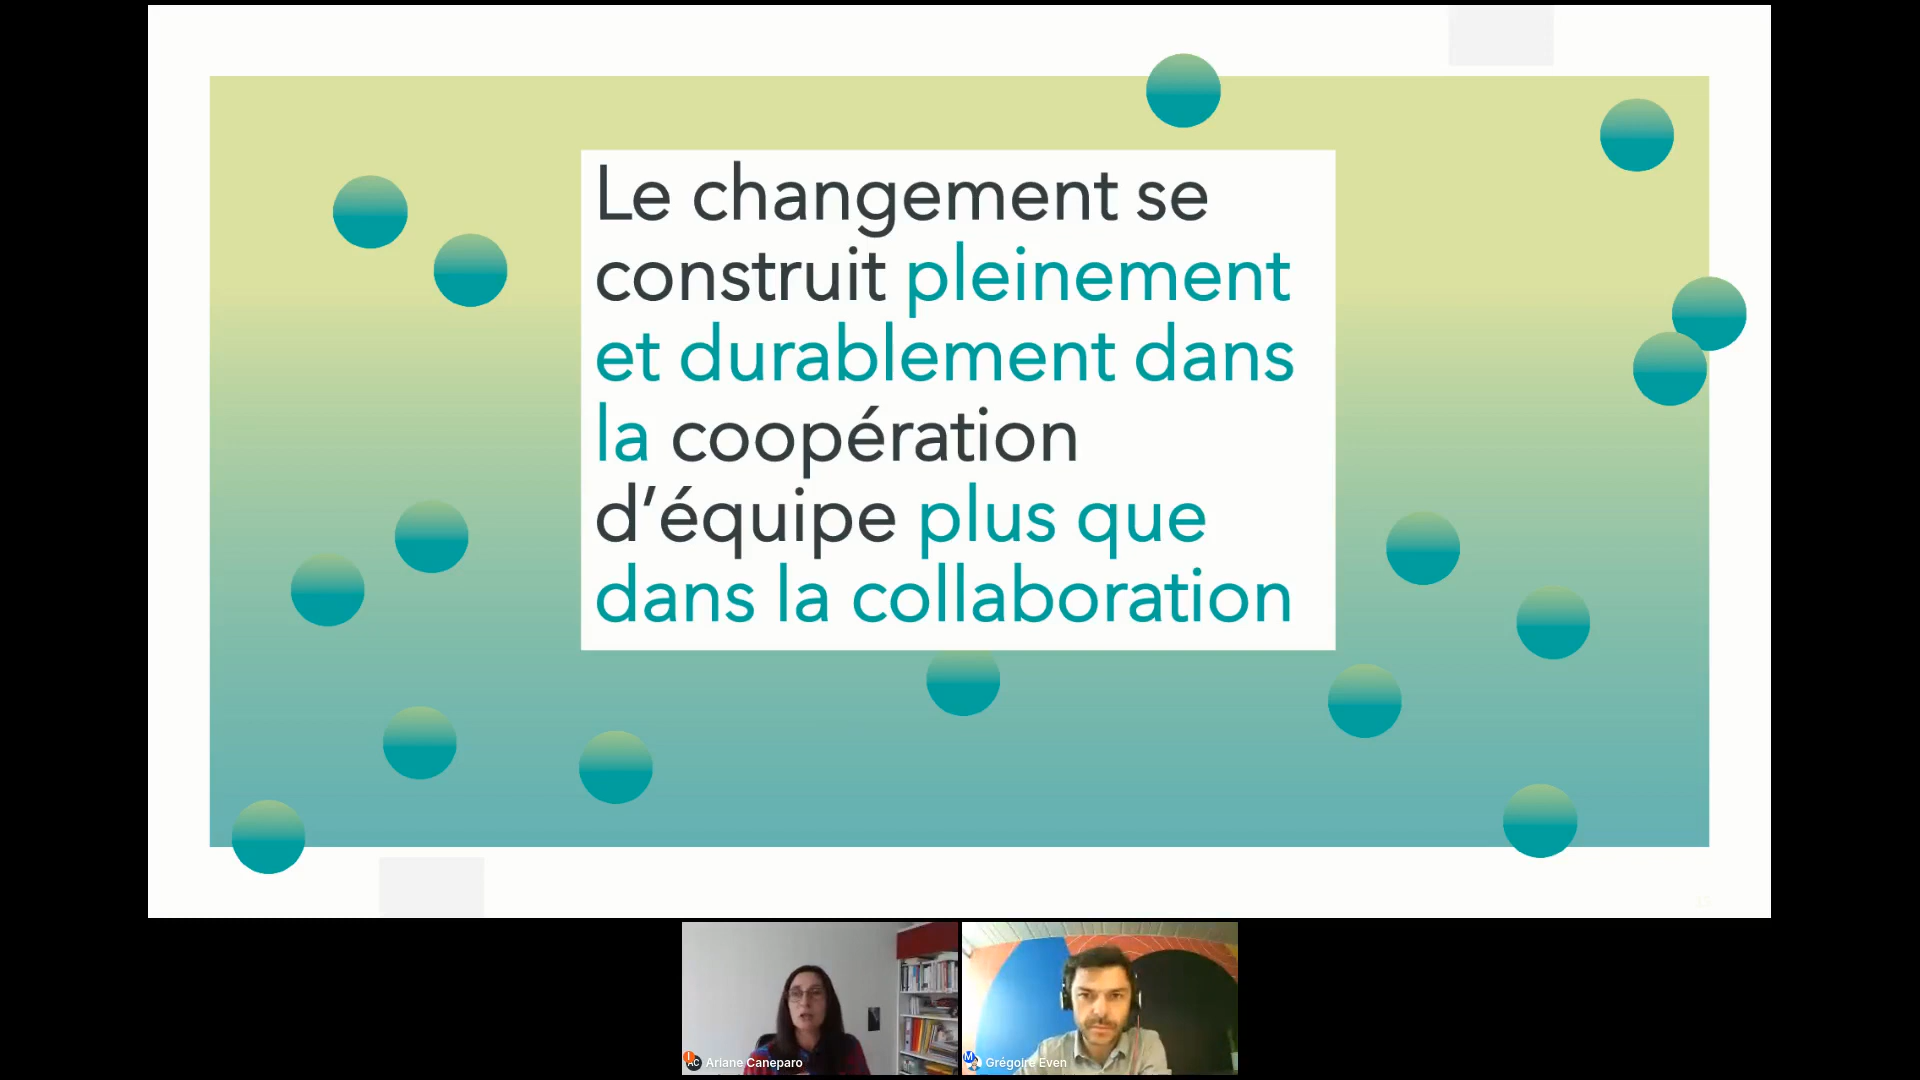 Le changement se
construit pleinement
et durablement dans
la coopération
d’équipe plus que
dans la collaboration
AC Ariane Caneparo
Grégoire Even